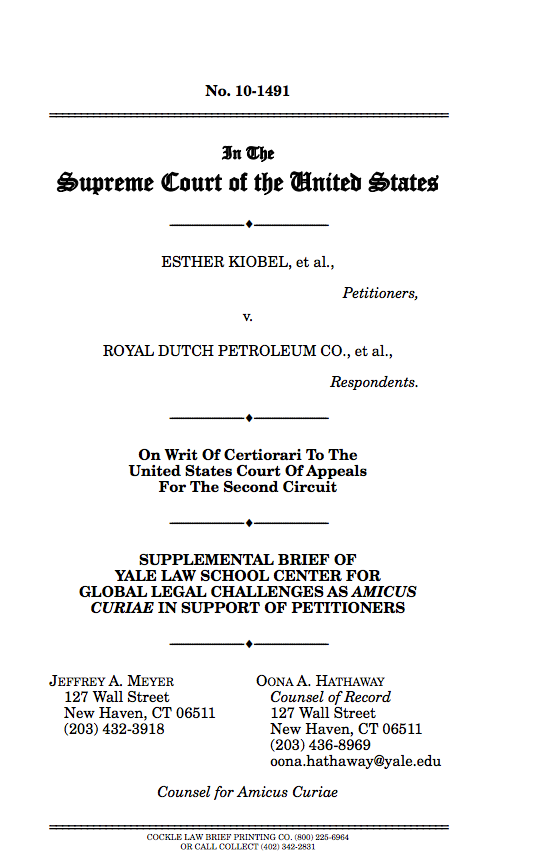 No. 10-1491
In The
Supreme Court of the United States
ESTHER KIOBEL, et al.,
Petitioners,
v.
ROYAL DUTCH PETROLEUM CO., et al.,
Respondents.
On Writ Of Certiorari To The
United States Court Of Appeals
For The Second Circuit
SUPPLEMENTAL BRIEF OF
YALE LAW SCHOOL CENTER FOR
GLOBAL LEGAL CHALLENGES AS AMICUS
CURIAE IN SUPPORT OF PETITIONERS
JEFFREY A. MEYER
127 Wall Street
New Haven, CT 06511
(203) 432-3918
OONA A. HATHAWAY
Counsel of Record
127 Wall Street
New Haven, CT 06511
(203) 436-8969
oona.hathaway@yale.edu
Counsel for Amicus Curiae
COCKLE LAW BRIEF PRINTING CO. (800) 225-6964
OR CALL COLLECT (402) 342-2831